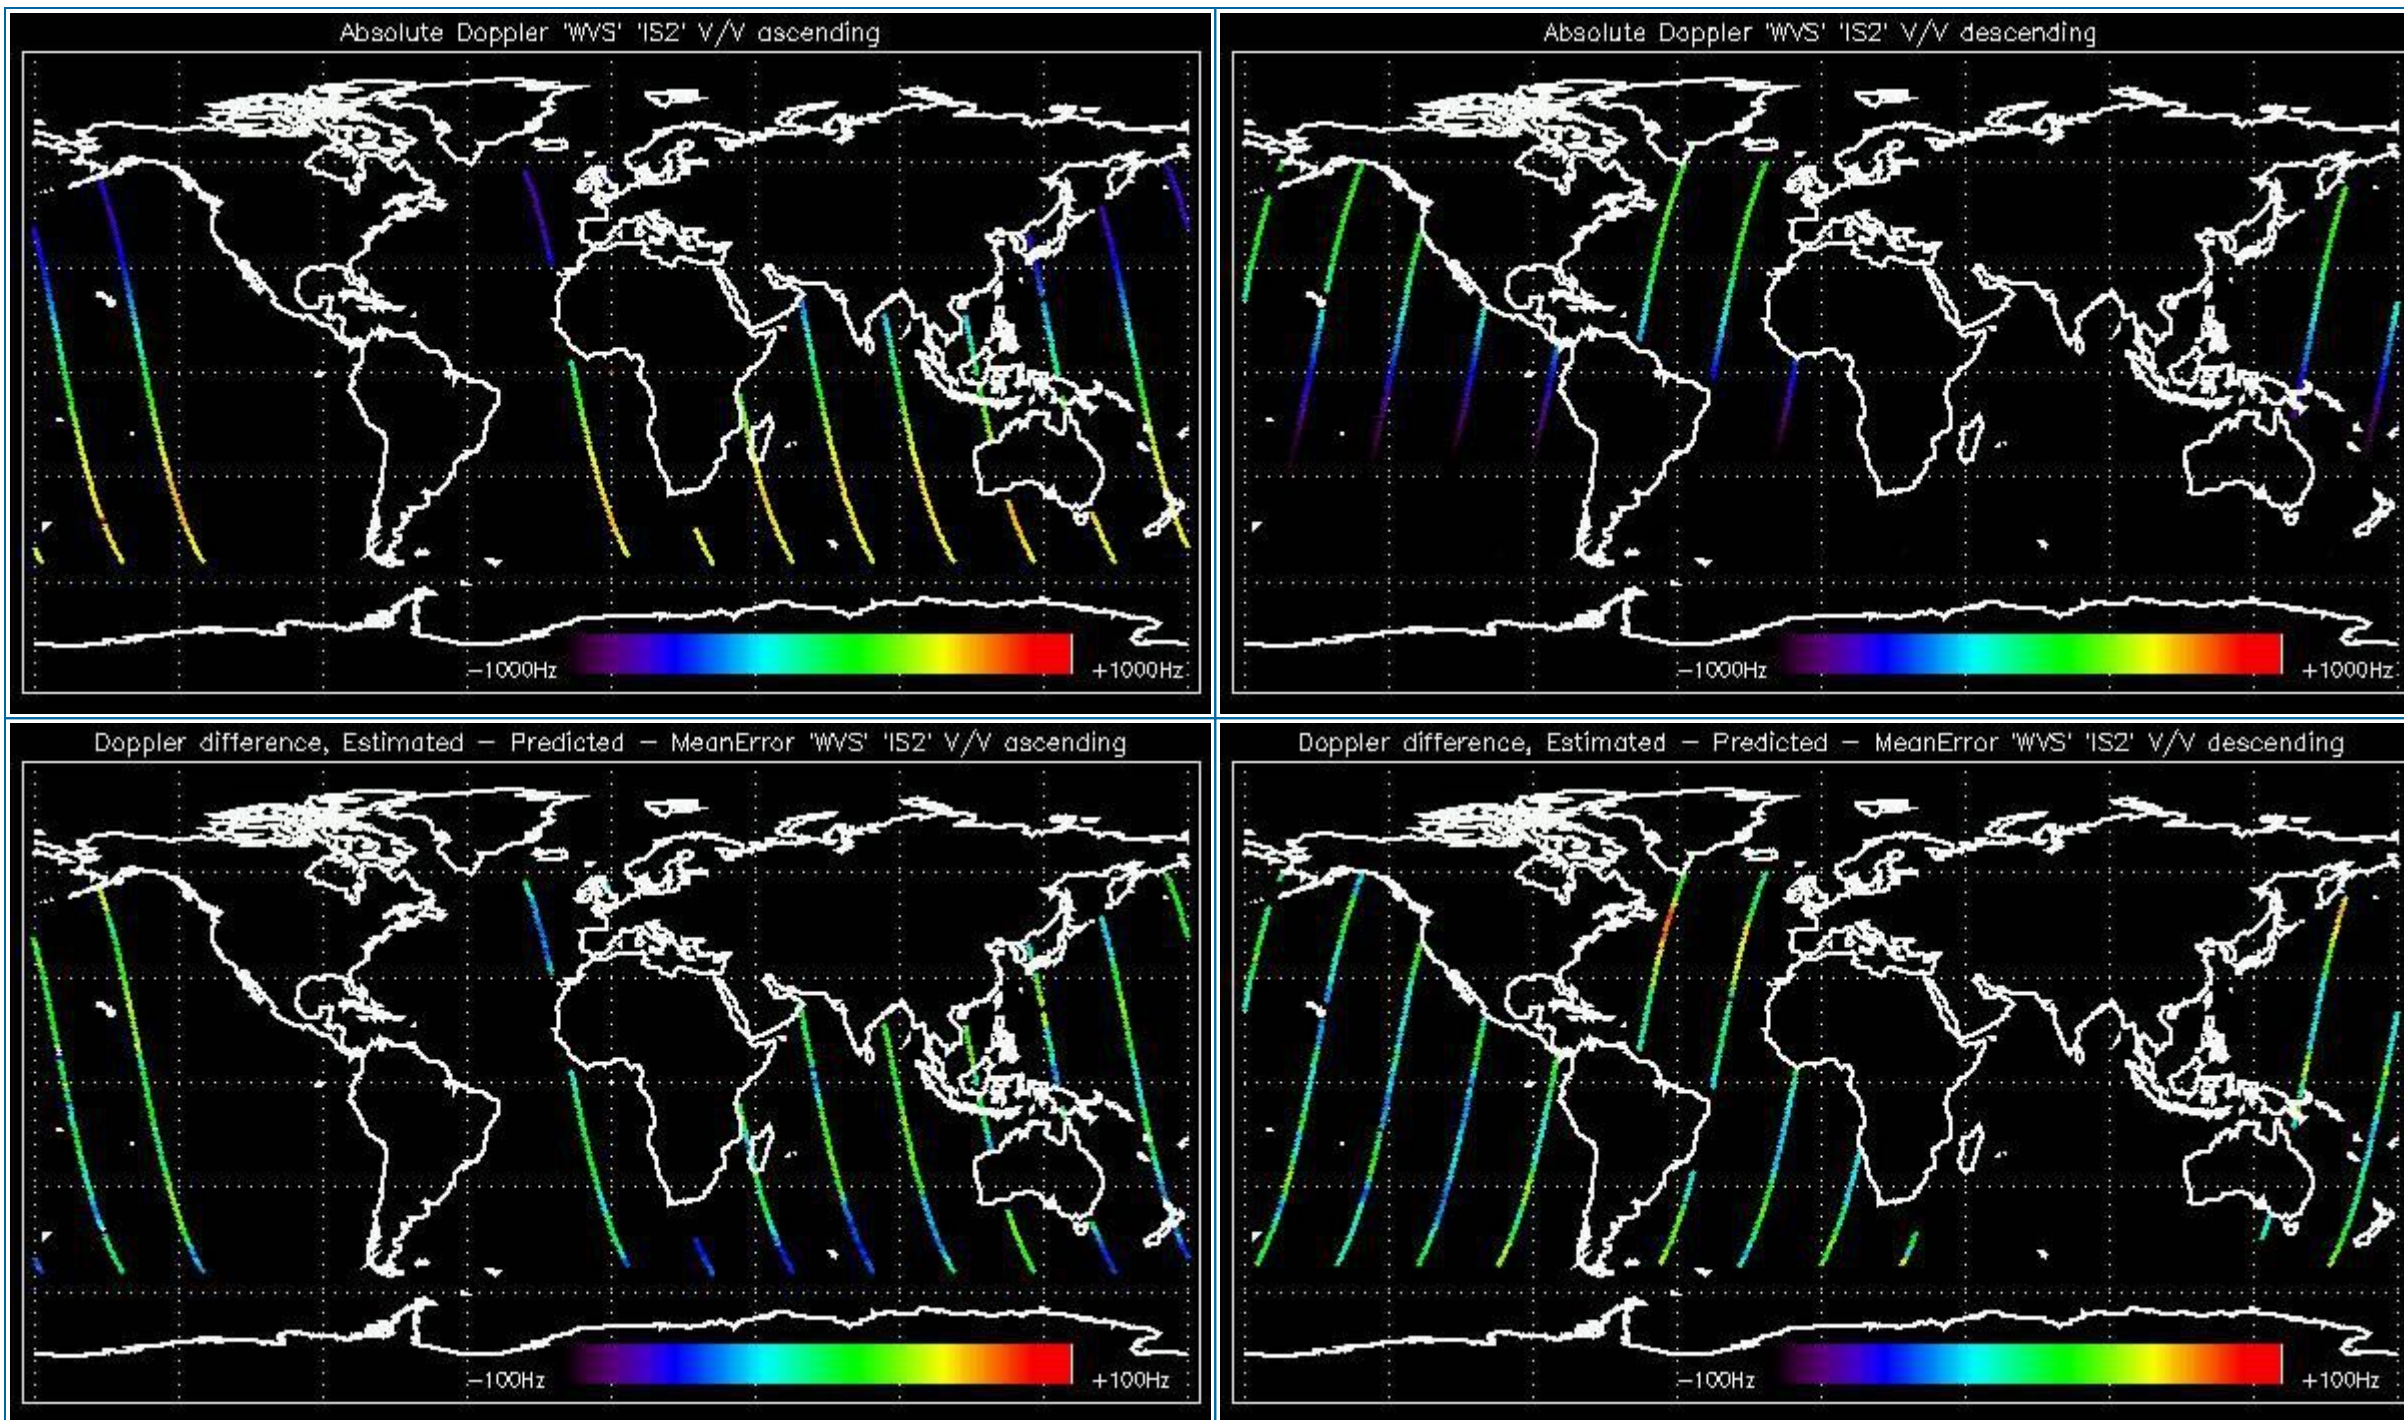 Absolute Doppler 'WVS' 'IS2' V/V ascending
-1000Hz
+1000Hz
Absolute Doppler 'WVS' 'IS2' V/V descending
-1000Hz
+1000Hz
Doppler difference, Estimated - Predicted - MeanError 'WVS' 'IS2' V/V ascending
-100Hz
+100Hz
Doppler difference, Estimated - Predicted - MeanError 'WVS' 'IS2' V/V descending
-100Hz
+100Hz